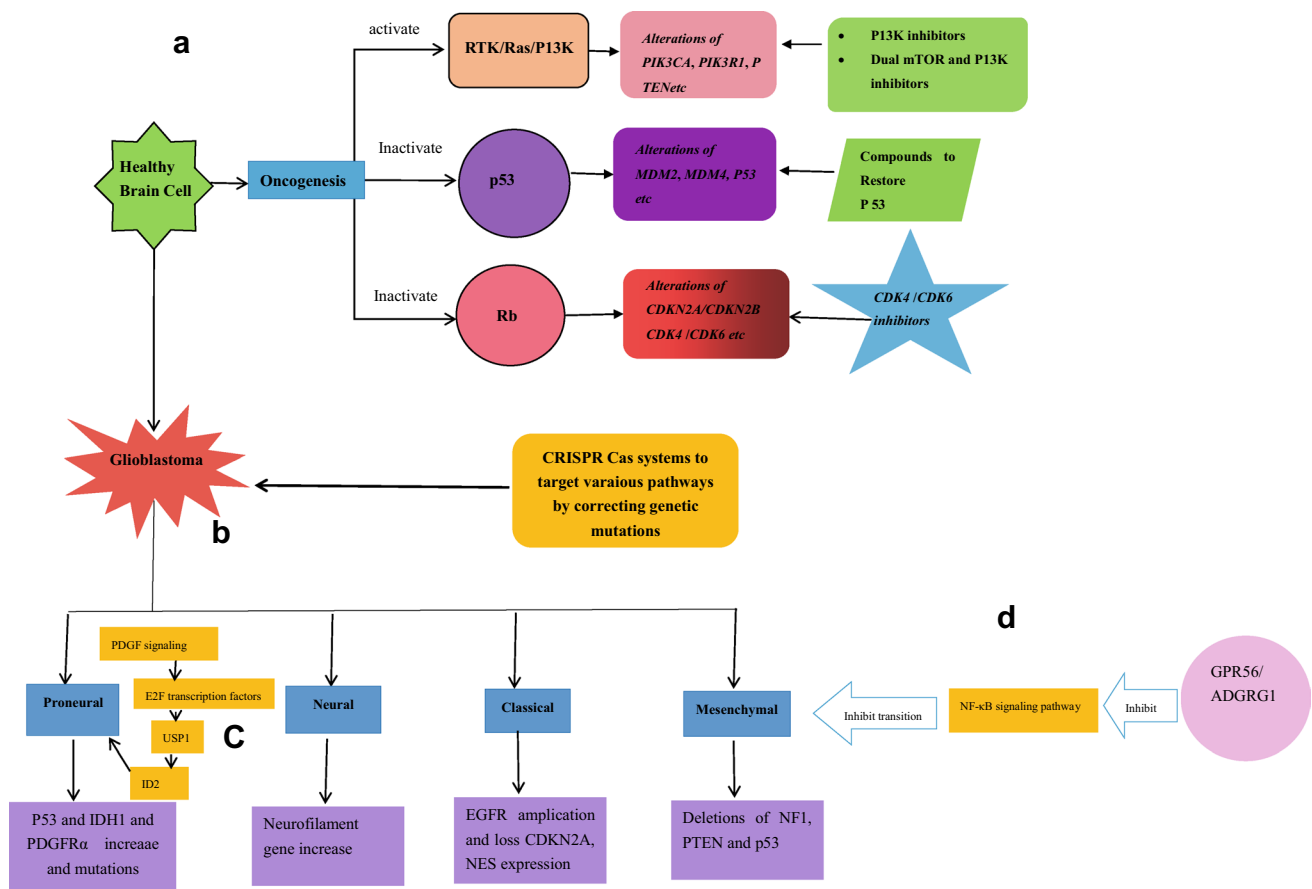 a
activate
RTK/Ras/P13K
Alterations of
PIK3CA, PIK3R1, P
TENetc
• P13K inhibitors
• Dual mTOR and P13K
inhibitors
Healthy
Brain Cell
Oncogenesis
Inactivate
p53
Alterations of
MDM2, MDM4, P53
etc
Compounds to
Restore
P 53
Inactivate
Rb
Alterations of
CDKN2A/CDKN2B
CDK4 /CDK6 etc
CDK4 /CDK6
inhibitors
Glioblastoma
b
CRISPR Cas systems to
target varaious pathways
by correcting genetic
mutations
PDGF signaling
E2F transcription factors
USP1
ID2
C
d
Proneural
Neural
Classical
Mesenchymal
Inhibit transition
NF-κB signaling pathway
Inhibit
GPR56/
ADGRG1
P53 and IDH1 and
PDGFRα increaae
and mutations
Neurofilament
gene increase
EGFR amplication
and loss CDKN2A,
NES expression
Deletions of NF1,
PTEN and p53